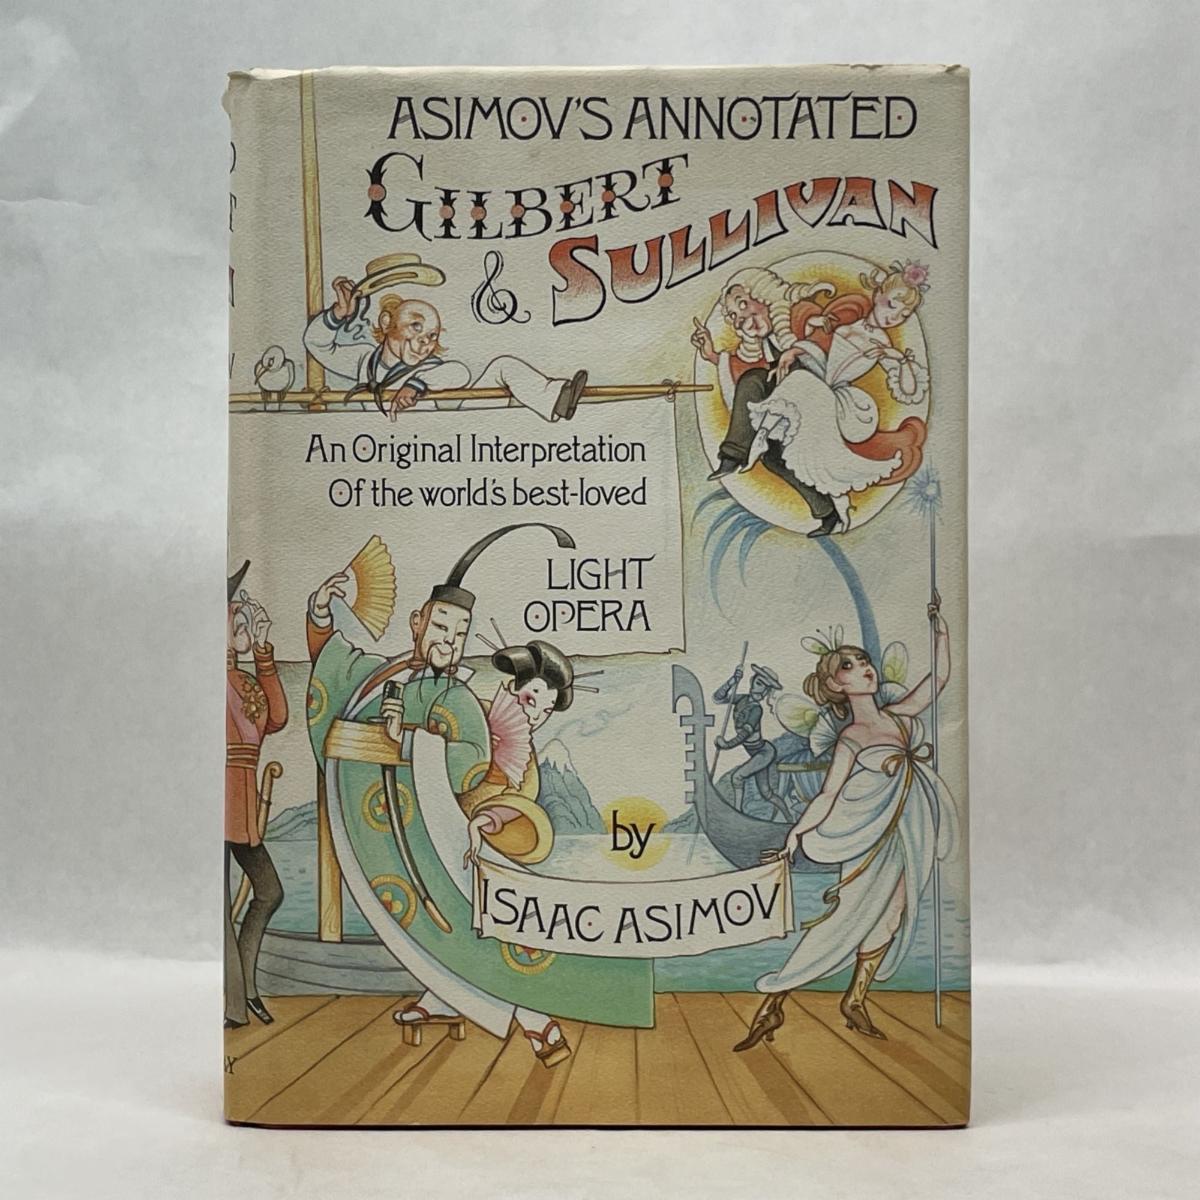 ASIMOV'S ANNOTATED
GILBERT
& SULLIVAN
An Original Interpretation
Of the world's best-loved
LIGHT
OPERA
by
ISAAC ASIMOV